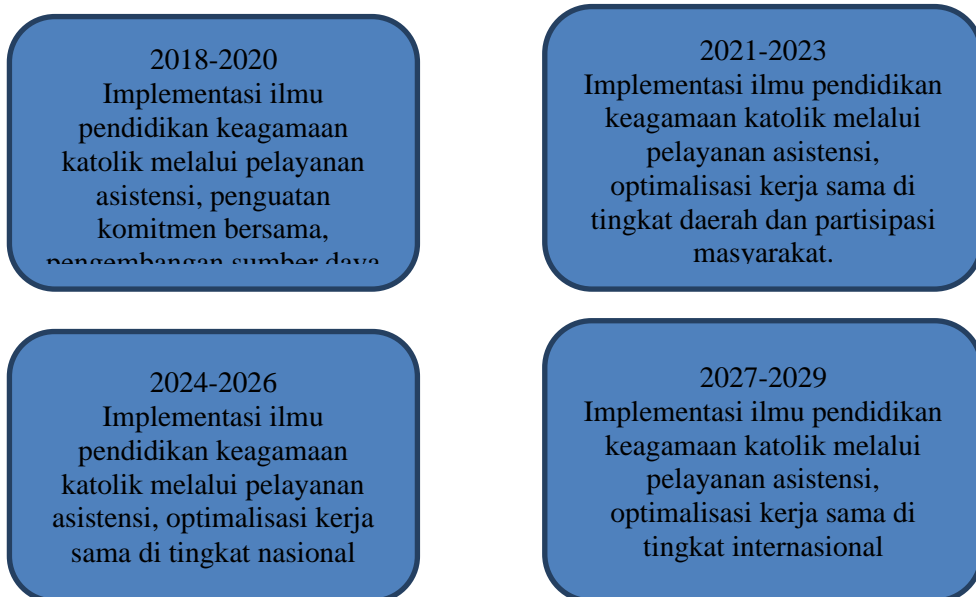 2018-2020
Implementasi ilmu
pendidikan keagamaan
katolik melalui pelayanan
asistensi, penguatan
komitmen bersama,
pengembangan sumber daya
2021-2023
Implementasi ilmu pendidikan
keagamaan katolik melalui
pelayanan asistensi,
optimalisasi kerja sama di
tingkat daerah dan partisipasi
masyarakat.
2024-2026
Implementasi ilmu
pendidikan keagamaan
katolik melalui pelayanan
asistensi, optimalisasi kerja
sama di tingkat nasional
2027-2029
Implementasi ilmu pendidikan
keagamaan katolik melalui
pelayanan asistensi,
optimalisasi kerja sama di
tingkat internasional